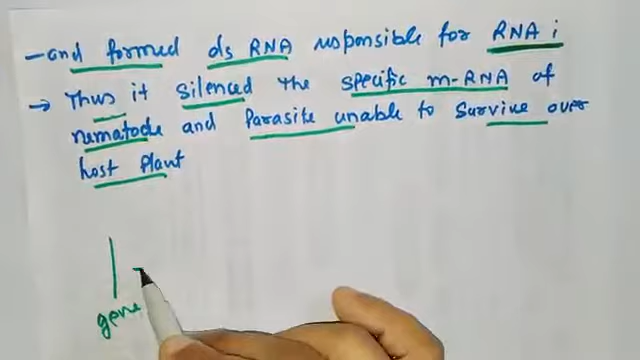 - and formed ds RNA responsible for RNA i
→ Thus it silenced the specific m-RNA of
nematode and Parasite unable to Survive over
host Plant
gene